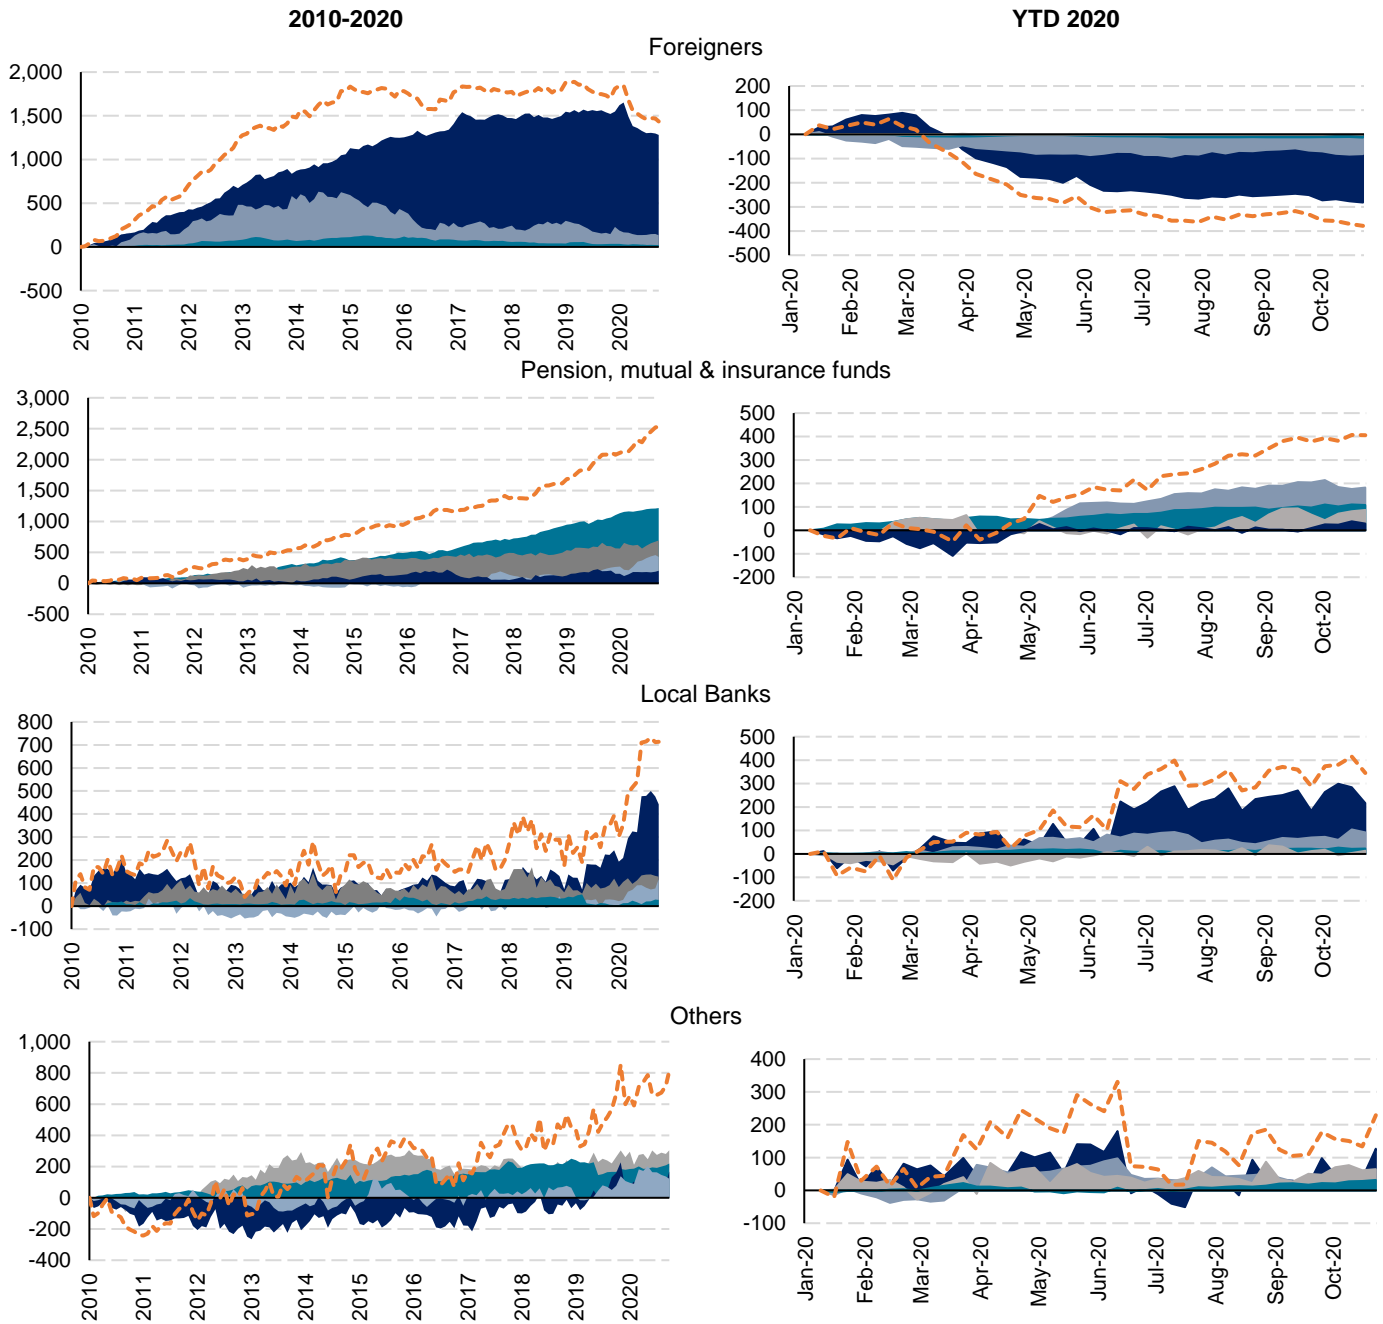 2010-2020
YTD 2020
Foreigners
2,000
1,500
1,000
500
0
-500
2010
2011
2012
2013
2014
2015
2016
2017
2018
2019
2020
200
100
0
-100
-200
-300
-400
-500
Jan-20
Feb-20
Mar-20
Apr-20
May-20
Jun-20
Jul-20
Aug-20
Sep-20
Oct-20
Pension, mutual & insurance funds
3,000
2,500
2,000
1,500
1,000
500
0
-500
2010
2011
2012
2013
2014
2015
2016
2017
2018
2019
2020
500
400
300
200
100
0
-100
-200
Jan-20
Feb-20
Mar-20
Apr-20
May-20
Jun-20
Jul-20
Aug-20
Sep-20
Oct-20
Local Banks
800
700
600
500
400
300
200
100
0
-100
2010
2011
2012
2013
2014
2015
2016
2017
2018
2019
2020
500
400
300
200
100
0
-100
-200
Jan-20
Feb-20
Mar-20
Apr-20
May-20
Jun-20
Jul-20
Aug-20
Sep-20
Oct-20
Others
1,000
800
600
400
200
0
-200
-400
2010
2011
2012
2013
2014
2015
2016
2017
2018
2019
2020
400
300
200
100
0
-100
Jan-20
Feb-20
Mar-20
Apr-20
May-20
Jun-20
Jul-20
Aug-20
Sep-20
Oct-20